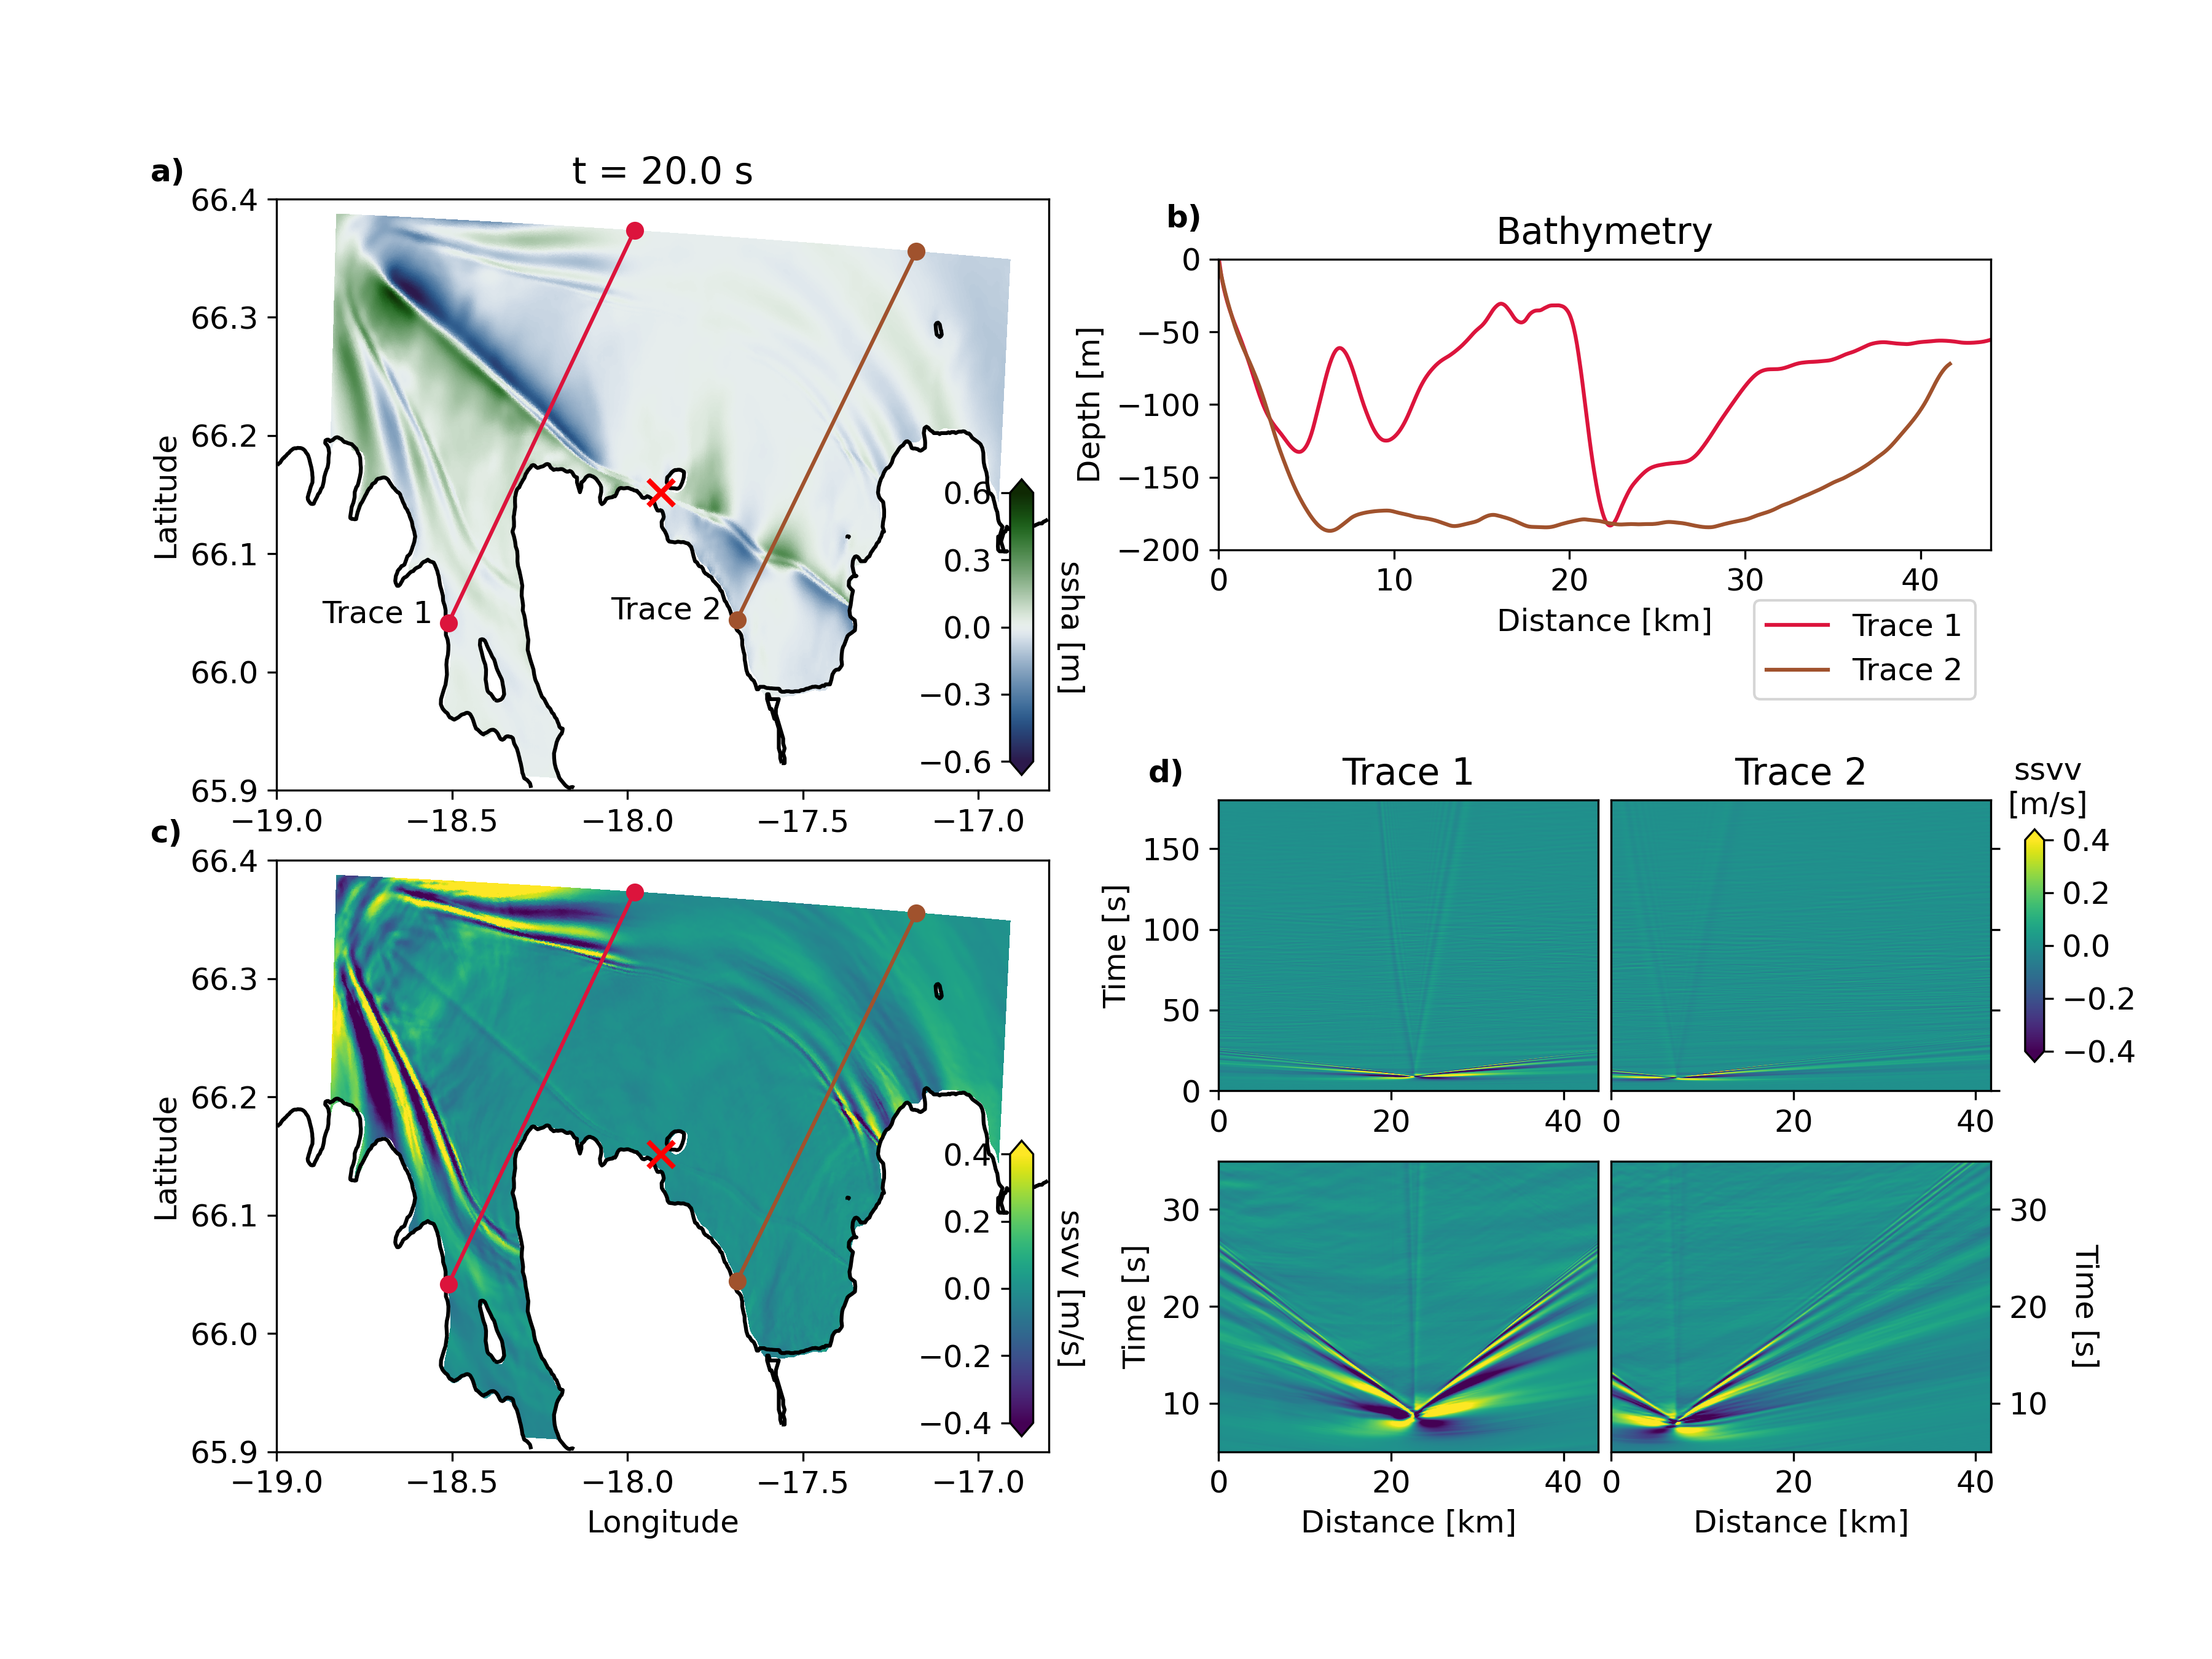 a)
t = 20.0 s
66.4
66.3
66.2
66.1
66.0
65.9
Latitude
−19.0
−18.5
−18.0
−17.5
−17.0
Trace 1
Trace 2
0.6
0.3
0.0
−0.3
−0.6
ssha [m]
b)
Bathymetry
0
−50
−100
−150
−200
Depth [m]
0
10
20
30
40
Distance [km]
Trace 1
Trace 2
c)
66.4
66.3
66.2
66.1
66.0
65.9
Latitude
−19.0
−18.5
−18.0
−17.5
−17.0
Longitude
0.4
0.2
0.0
−0.2
−0.4
ssvv [m/s]
d)
Trace 1
Trace 2
ssvv
[m/s]
150
100
50
0
Time [s]
0
20
40
0
20
40
0.4
0.2
0.0
−0.2
−0.4
30
20
10
Time [s]
30
20
10
Time [s]
0
20
40
0
20
40
Distance [km]
Distance [km]